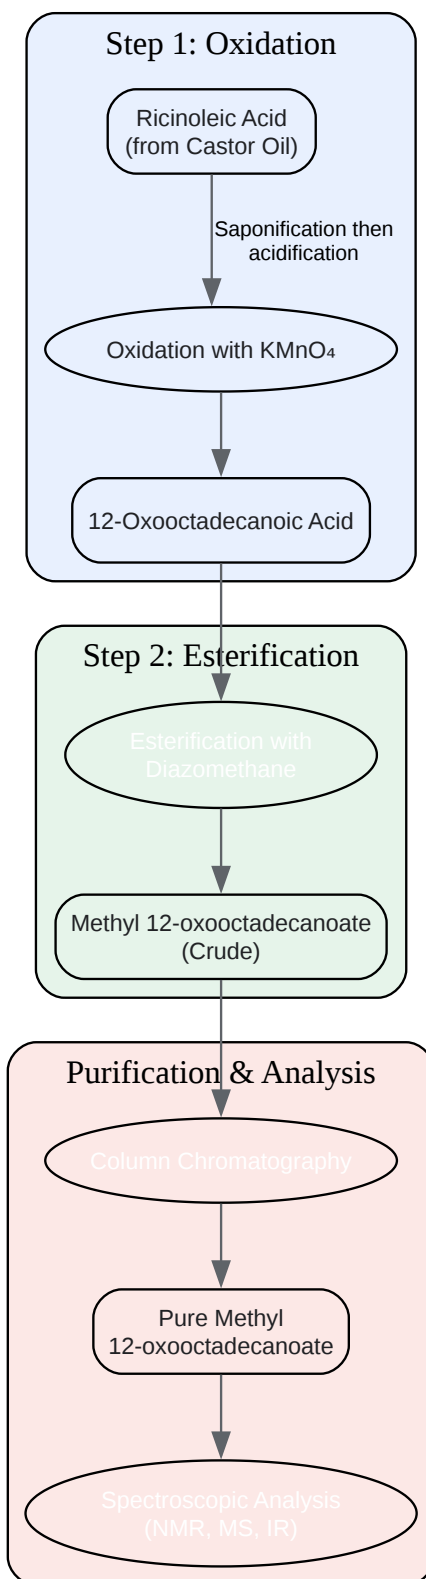 Step 1: Oxidation
Ricinoleic Acid
(from Castor Oil)
Saponification then
acidification
Oxidation with KMnO₄
12-Oxooctadecanoic Acid
Step 2: Esterification
Esterification with
Diazomethane
Methyl 12-oxooctadecanoate
(Crude)
Purification & Analysis
Column Chromatography
Pure Methyl
12-oxooctadecanoate
Spectroscopic Analysis
(NMR, MS, IR)